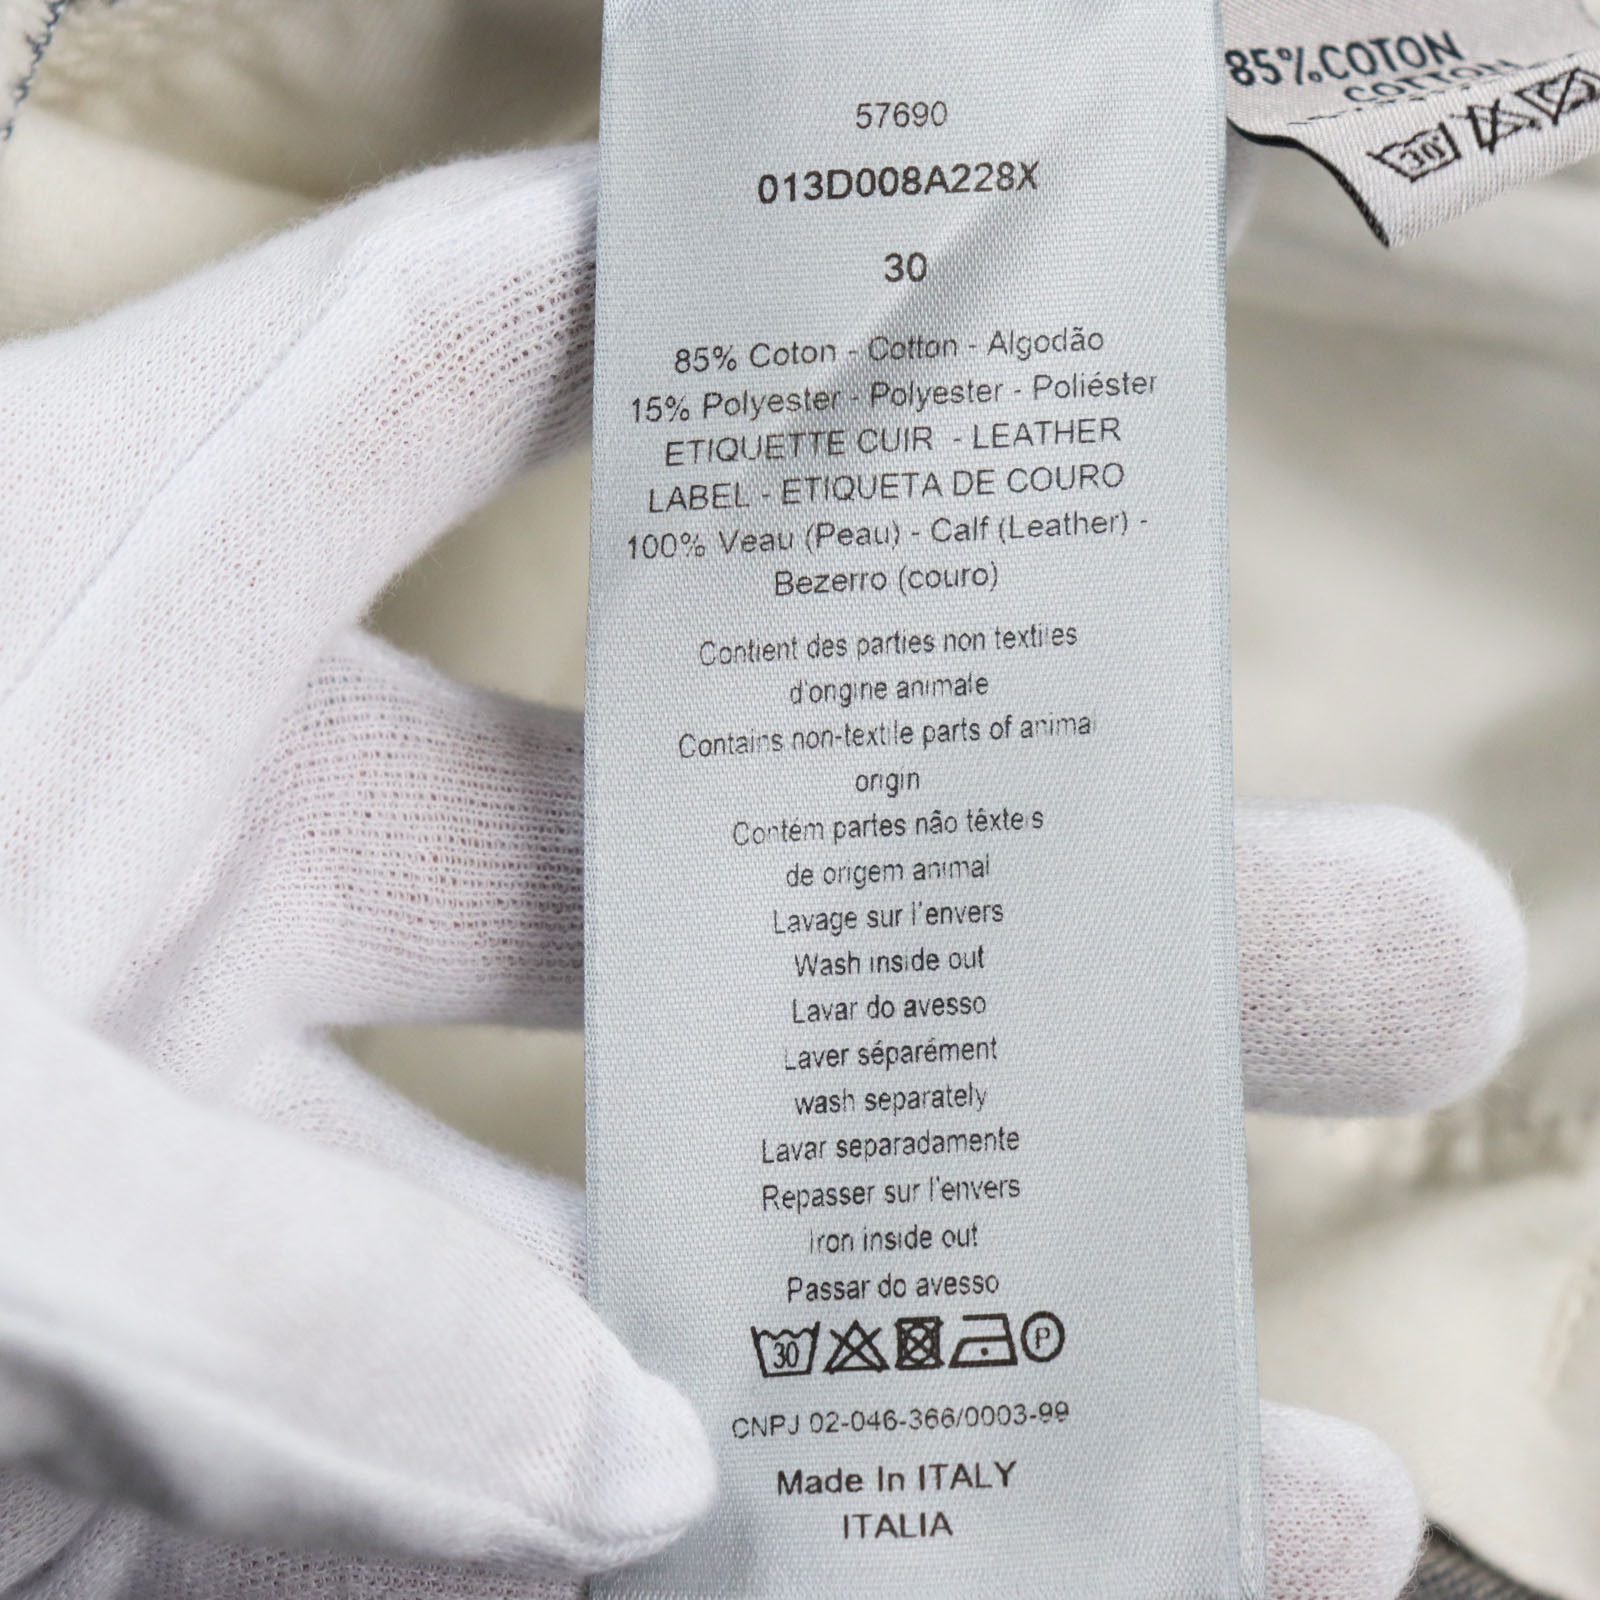 57690
013D008A228X
30
85% Coton - Cotton - Algodão
15% Polyester - Polyester - Poliéster
ETIQUETTE CUIR - LEATHER
LABEL - ETIQUETA DE COURO
100% Veau (Peau) - Calf (Leather) -
Bezerro (couro)
Contient des parties non textiles
d'origine animale
Contains non-textile parts of animal
origin
Contém partes não têxteis
de origem animal
Lavage sur l'envers
Wash inside out
Lavar do avesso
Laver séparément
wash separately
Lavar separadamente
Repasser sur l'envers
Iron inside out
Passar do avesso
30 P
CNPJ 02-046-366/0003-99
Made In ITALY
ITALIA
85% COTON
COTTON
30°